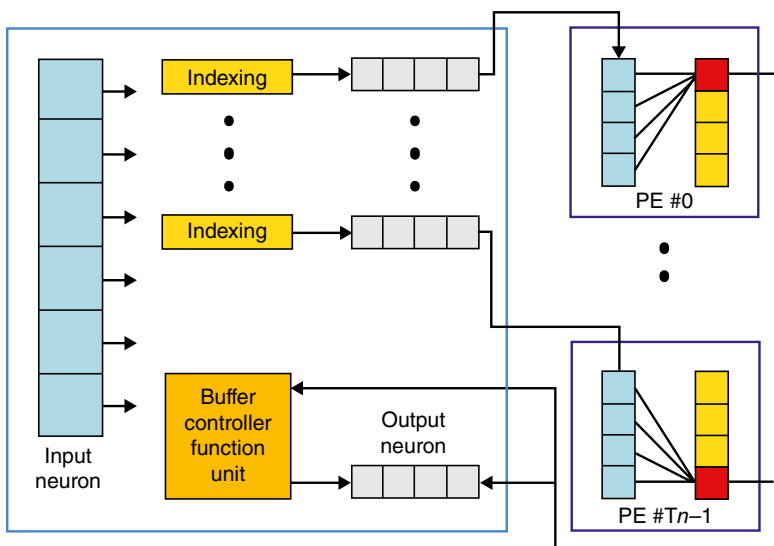 Indexing
Indexing
Input
neuron
Buffer
controller
function
unit
Output
neuron
PE #0
PE #Tn–1